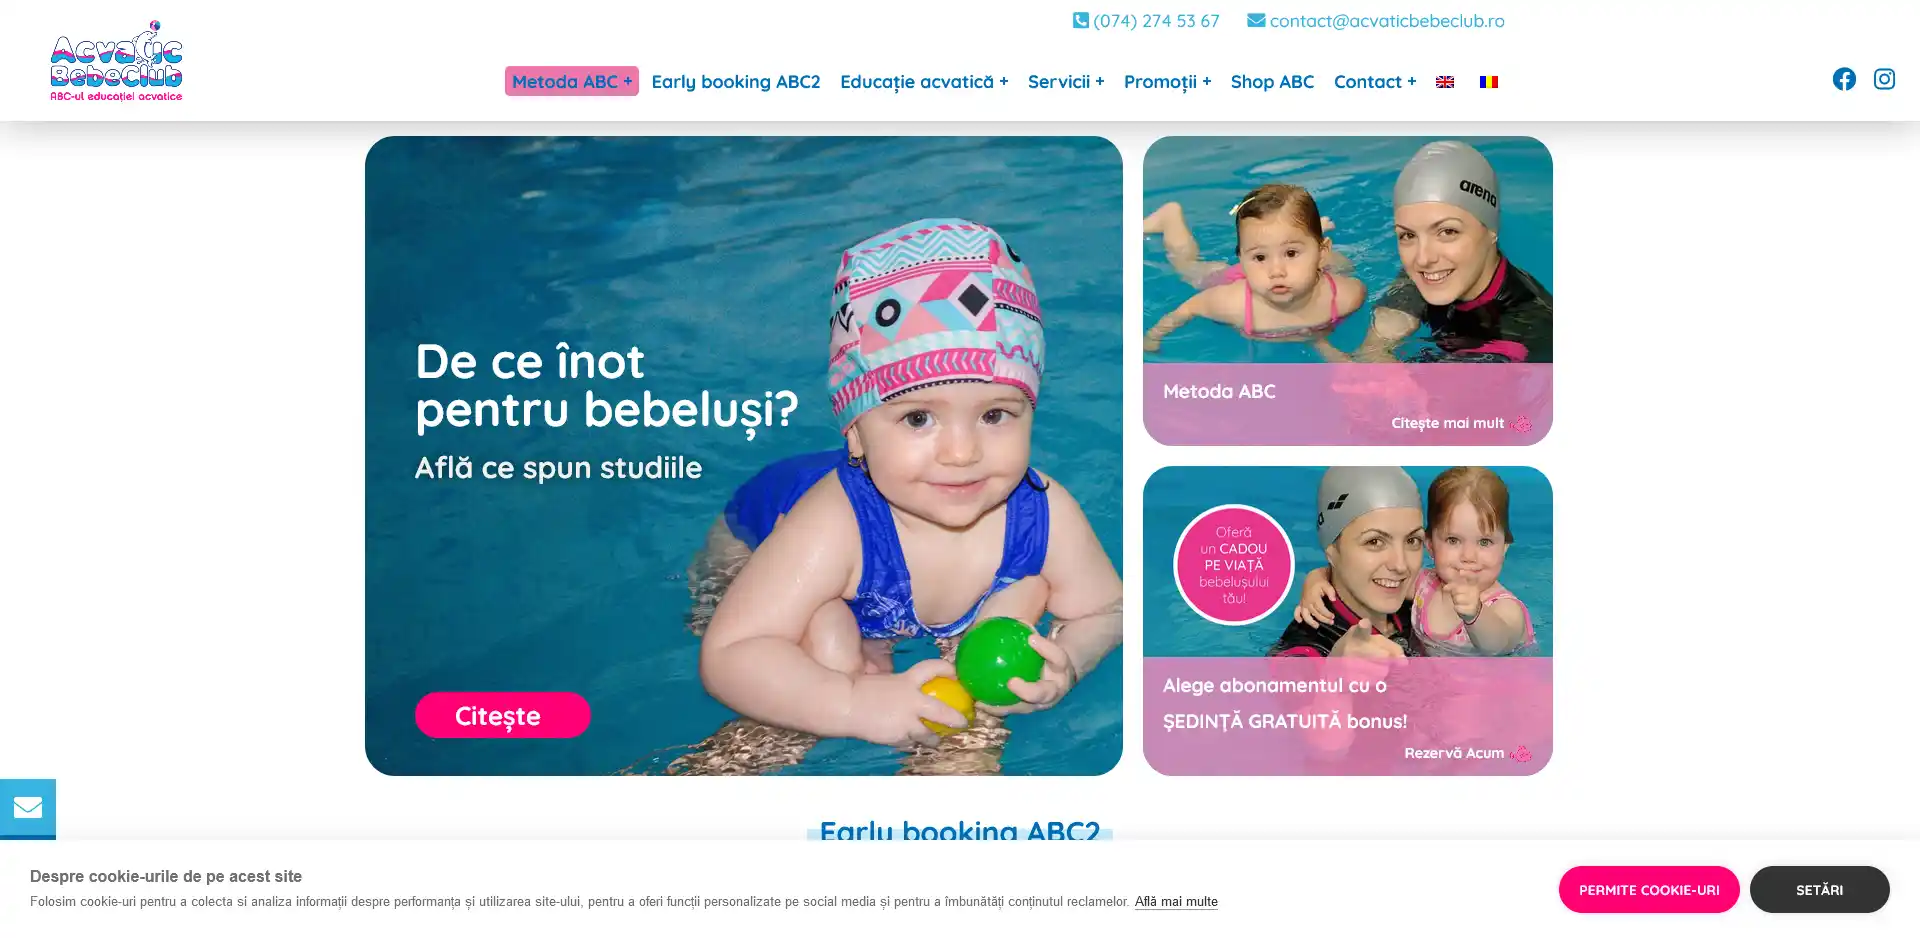 (074) 274 53 67
contact@acvaticbebeclub.ro
Acvatic
BebeClub
ABC-ul educației acvatice
Metoda ABC +
Early booking ABC2
Educație acvatică +
Servicii +
Promoții +
Shop ABC
Contact +
De ce înot
pentru bebeluși?
Află ce spun studiile
Citește
arena
Metoda ABC
Citește mai mult
Oferă
un CADOU
PE VIAȚĂ
bebelușului
tău!
Alege abonamentul cu o
ȘEDINȚĂ GRATUITĂ bonus!
Rezervă Acum
Early booking ABC2
Despre cookie-urile de pe acest site
Folosim cookie-uri pentru a colecta si analiza informații despre performanța și utilizarea site-ului, pentru a oferi funcții personalizate pe social media și pentru a îmbunătăți conținutul reclamelor. Află mai multe
PERMITE COOKIE-URI
SETĂRI